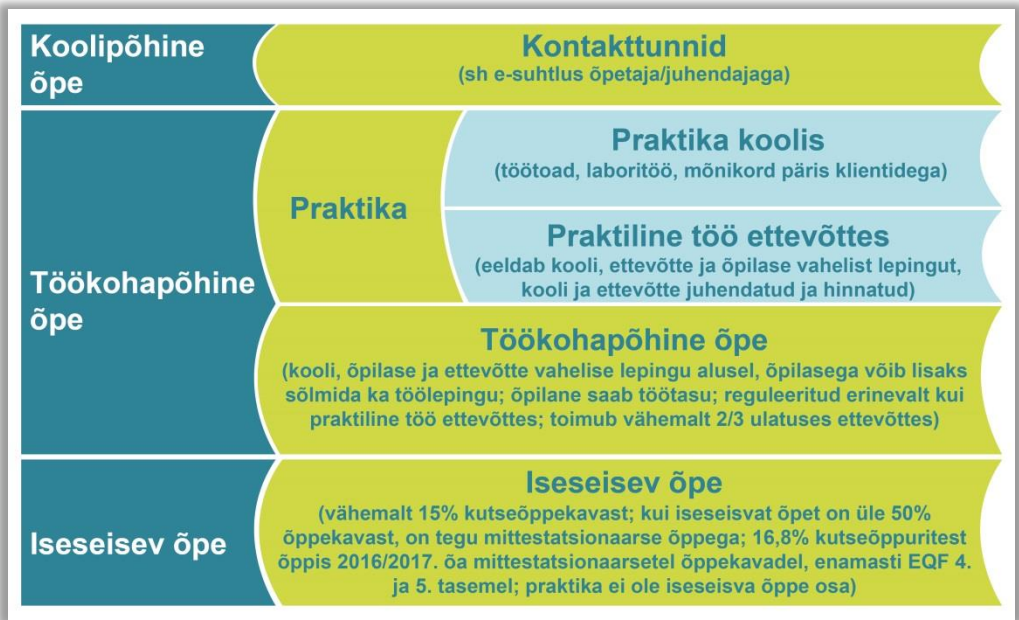 Koolipõhine
õpe
Kontakttunnid
(sh e-suhtlus õpetaja/juhendajaga)
Töökohapõhine
õpe
Praktika
Praktika koolis
(töötoad, laboritöö, mõnikord päris klientidega)
Praktiline töö ettevõttes
(eeldab kooli, ettevõtte ja õpilase vahelist lepingut,
kooli ja ettevõtte juhendatud ja hinnatud)
Töökohapõhine õpe
(kooli, õpilase ja ettevõtte vahelise lepingu alusel, õpilasega võib lisaks
sõlmida ka töölepingu; õpilane saab töötasu; reguleeritud erinevalt kui
praktiline töö ettevõttes; toimub vähemalt 2/3 ulatuses ettevõttes)
Iseseisev õpe
Iseseisev õpe
(vähemalt 15% kutseõppekavast; kui iseseisvat õpet on üle 50%
õppekavast, on tegu mittestatsionaarse õppega; 16,8% kutseõppuritest
õppis 2016/2017. õa mittestatsionaarsetel õppekavadel, enamasti EQF 4.
ja 5. tasemel; praktika ei ole iseseisva õppe osa)